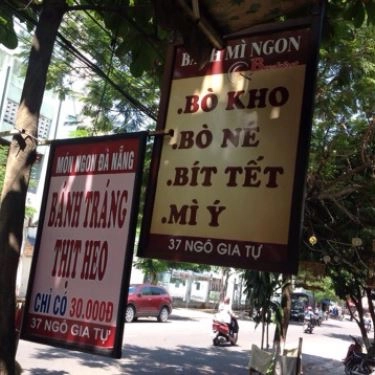 MÓN NGON ĐÀ NẴNG
BÁNH TRÁNG
THỊT HEO
CHỈ CÓ 30.000Đ
37 NGÔ GIA TỰ
BÁNH MÌ NGON
.BÒ KHO
.BÒ NÉ
.BÍT TẾT
.MÌ Ý
37 NGÔ GIA TỰ